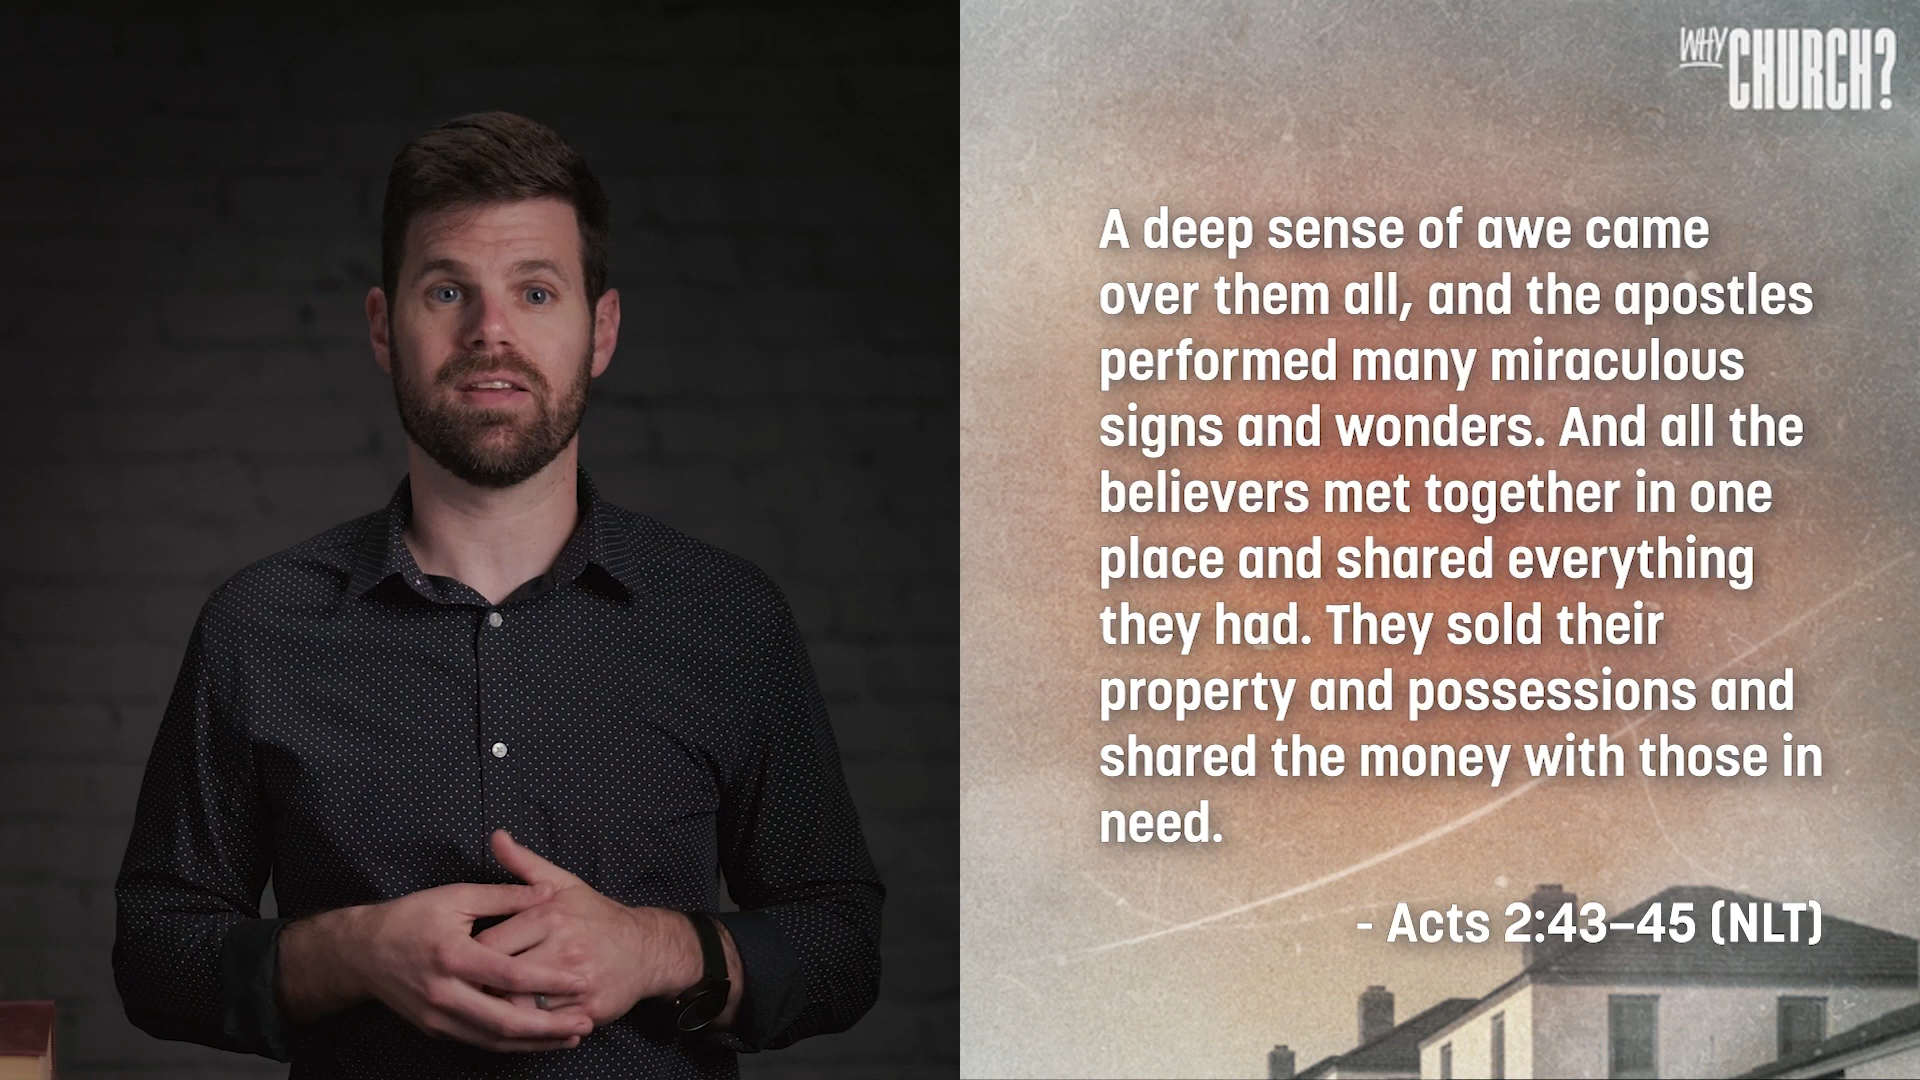 WHY CHURCH?
A deep sense of awe came
over them all, and the apostles
performed many miraculous
signs and wonders. And all the
believers met together in one
place and shared everything
they had. They sold their
property and possessions and
shared the money with those in
need.
- Acts 2:43–45 (NLT)